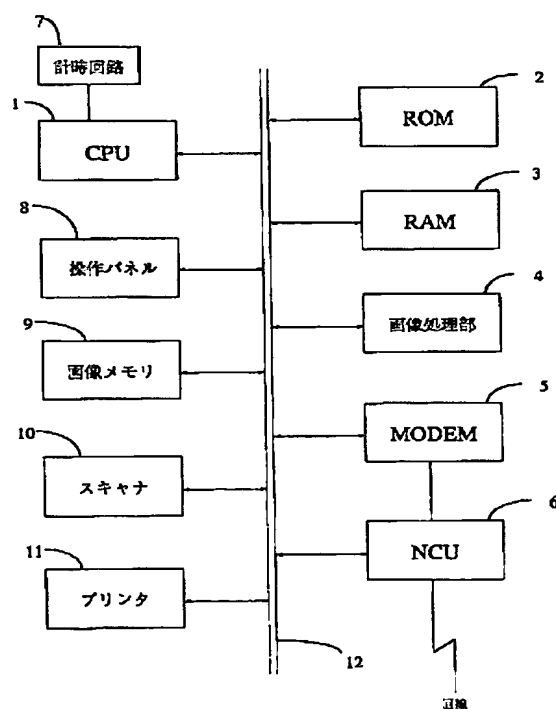 7
計時回路
1
CPU
8
操作パネル
9
画像メモリ
10
スキャナ
11
プリンタ
2
ROM
3
RAM
4
画像処理部
5
MODEM
6
NCU
12
回線